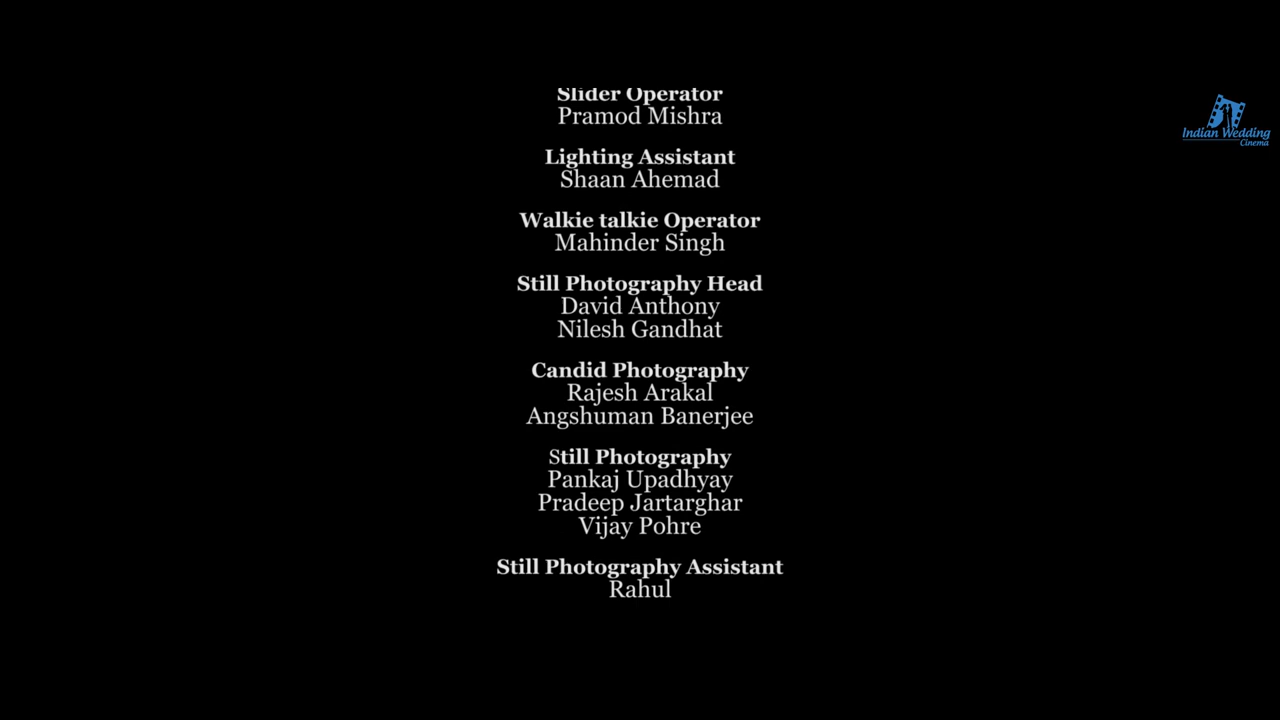 Slider Operator
Pramod Mishra
Lighting Assistant
Shaan Ahemad
Walkie talkie Operator
Mahinder Singh
Still Photography Head
David Anthony
Nilesh Gandhat
Candid Photography
Rajesh Arakal
Angshuman Banerjee
Still Photography
Pankaj Upadhyay
Pradeep Jartarghar
Vijay Pohre
Still Photography Assistant
Rahul
Indian Wedding
Cinema